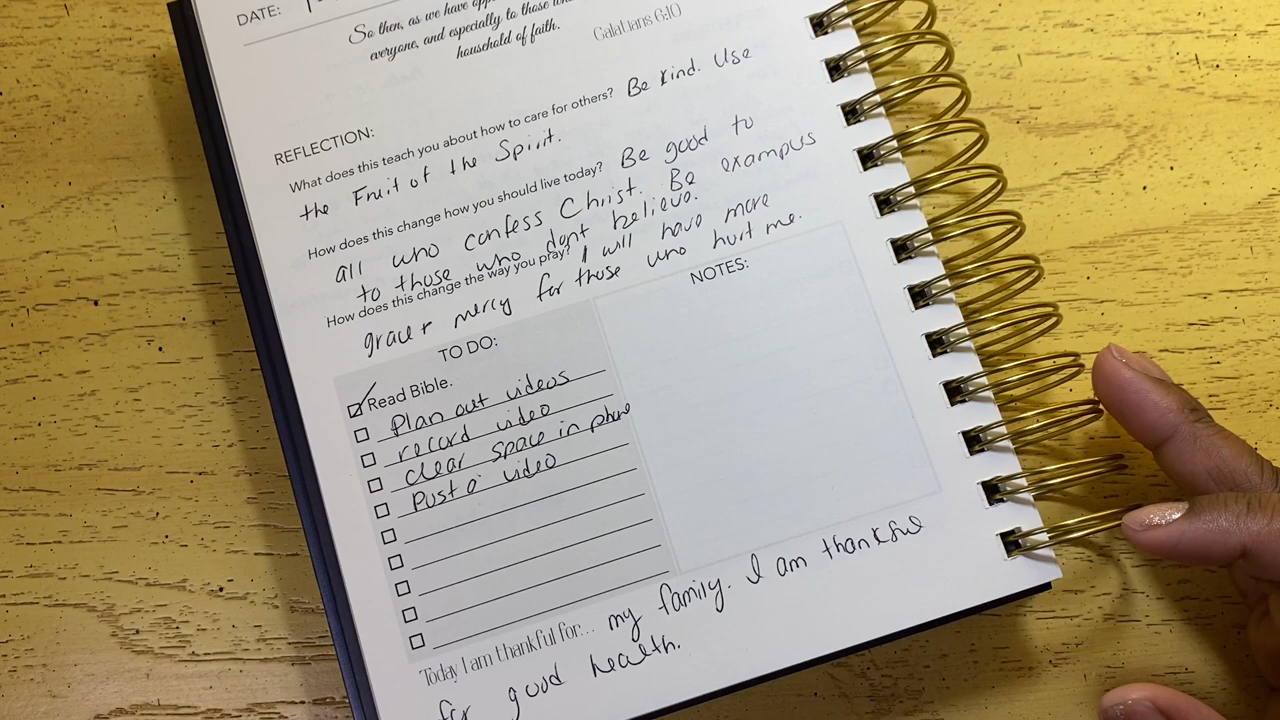 DATE:
So then, as we have opp
everyone, and especially to those who
household of faith.
Galatians 6:10
REFLECTION:
What does this teach you about how to care for others? Be kind. Use
the Fruit of the Spirit.
How does this change how you should live today? Be good to
all who confess Christ. Be examples
to those who dont believe.
How does this change the way you pray? I will have more
grace + mercy for those who hurt me.
TO DO:
Read Bible.
Plan out videos
record video
clear space in phone
Post a video
NOTES:
Today I am thankful for... my family. I am thankful
for good health.